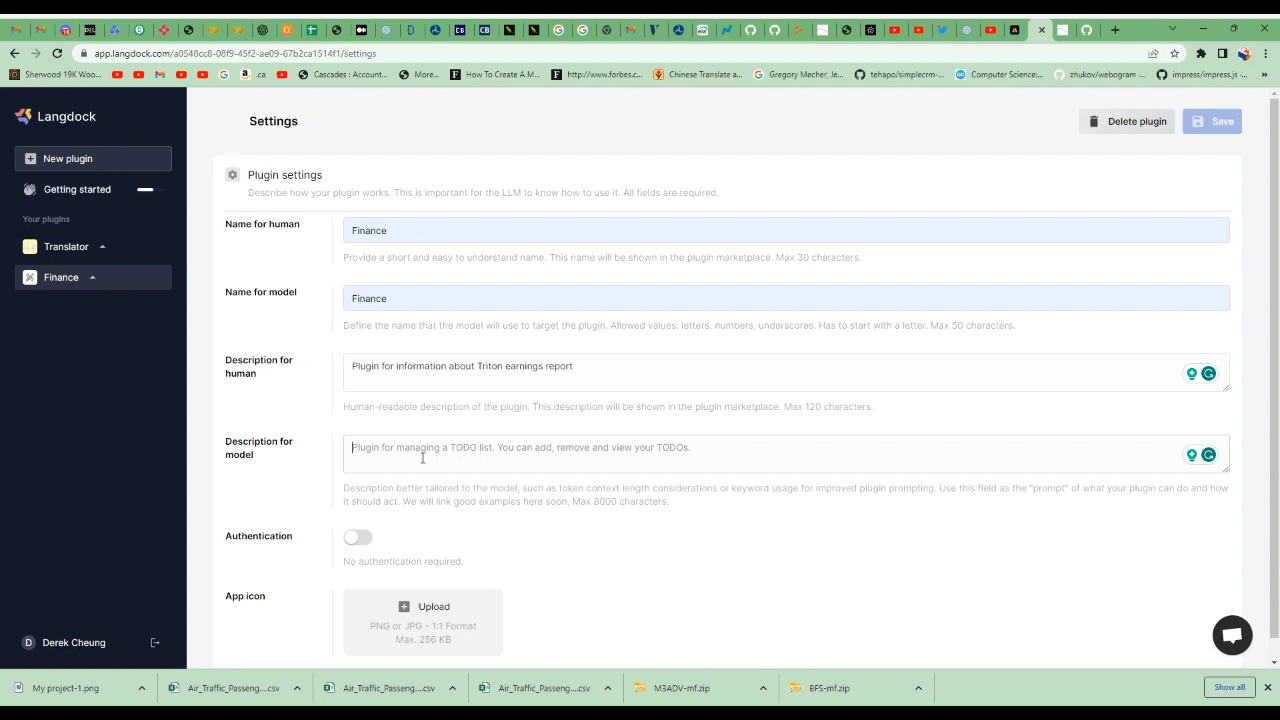 app.langdock.com/a0548cc8-08f9-45f2-ae09-67b2ca1514f1/settings
Sherwood 19K Woo...
.ca
Cascades : Account...
More...
How To Create A M...
http://www.forbes.c...
Chinese Translate a...
Gregory Mecher, Je...
tehapo/simplecrm-...
Computer Science:...
zhukov/webogram -...
impress/impress.js -...
»
Langdock
Settings
Delete plugin
Save
New plugin
Getting started
Your plugins
Translator
Finance
Plugin settings
Describe how your plugin works. This is important for the LLM to know how to use it. All fields are required.
Name for human
Finance
Provide a short and easy to understand name. This name will be shown in the plugin marketplace. Max 30 characters.
Name for model
Finance
Define the name that the model will use to target the plugin. Allowed values: letters, numbers, underscores. Has to start with a letter. Max 50 characters.
Description for
human
Plugin for information about Triton earnings report
Human-readable description of the plugin. This description will be shown in the plugin marketplace. Max 120 characters.
Description for
model
Plugin for managing a TODO list. You can add, remove and view your TODOs.
Description better tailored to the model, such as token context length considerations or keyword usage for improved plugin prompting. Use this field as the "prompt" of what your plugin can do and how
it should act. We will link good examples here soon. Max 8000 characters.
Authentication
No authentication required.
App icon
Upload
PNG or JPG - 1:1 Format
Max. 256 KB
D Derek Cheung
My project-1.png
Air_Traffic_Passeng....csv
Air_Traffic_Passeng....csv
Air_Traffic_Passeng....csv
M3ADV-mf.zip
BFS-mf.zip
Show all